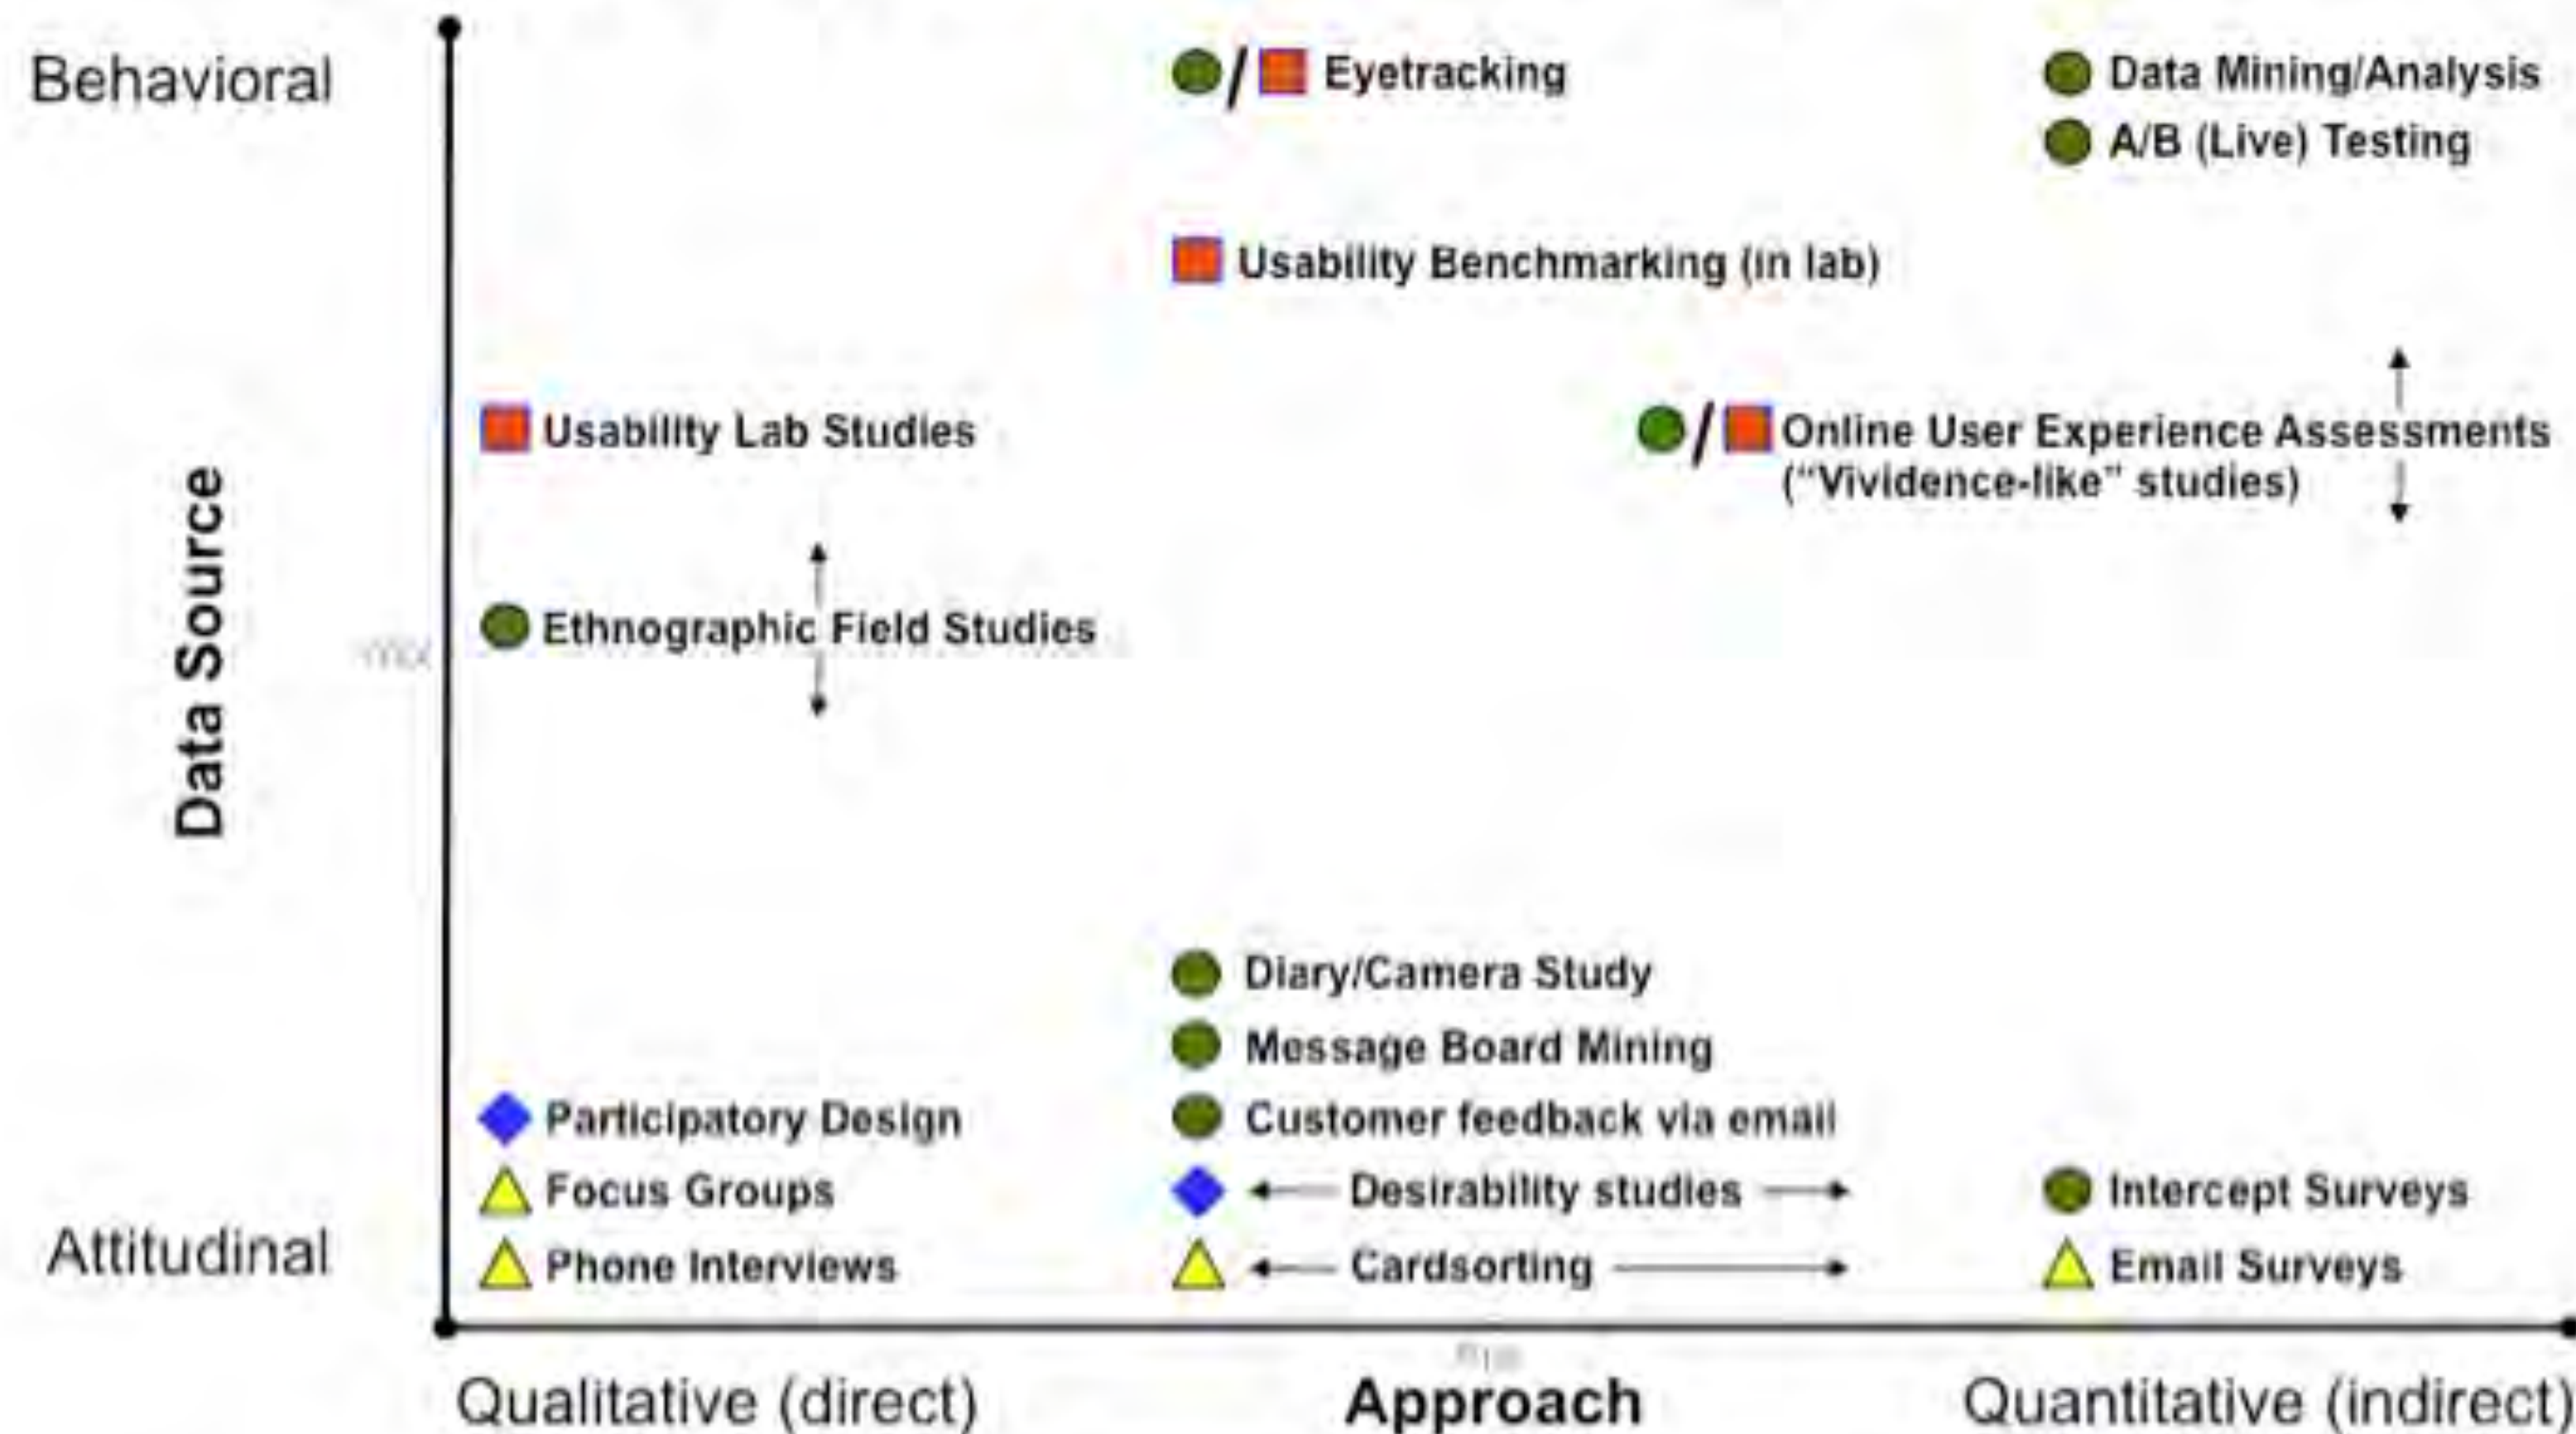 Behavioral
/ Eyetracking
Data Mining/Analysis
A/B (Live) Testing
Usability Benchmarking (in lab)
Usability Lab Studies
/ Online User Experience Assessments
("Vividence-like" studies)
Data Source
Ethnographic Field Studies
Diary/Camera Study
Message Board Mining
Participatory Design
Customer feedback via email
Focus Groups
Desirability studies
Intercept Surveys
Attitudinal
Phone Interviews
Cardsorting
Email Surveys
Qualitative (direct)
Approach
Quantitative (indirect)